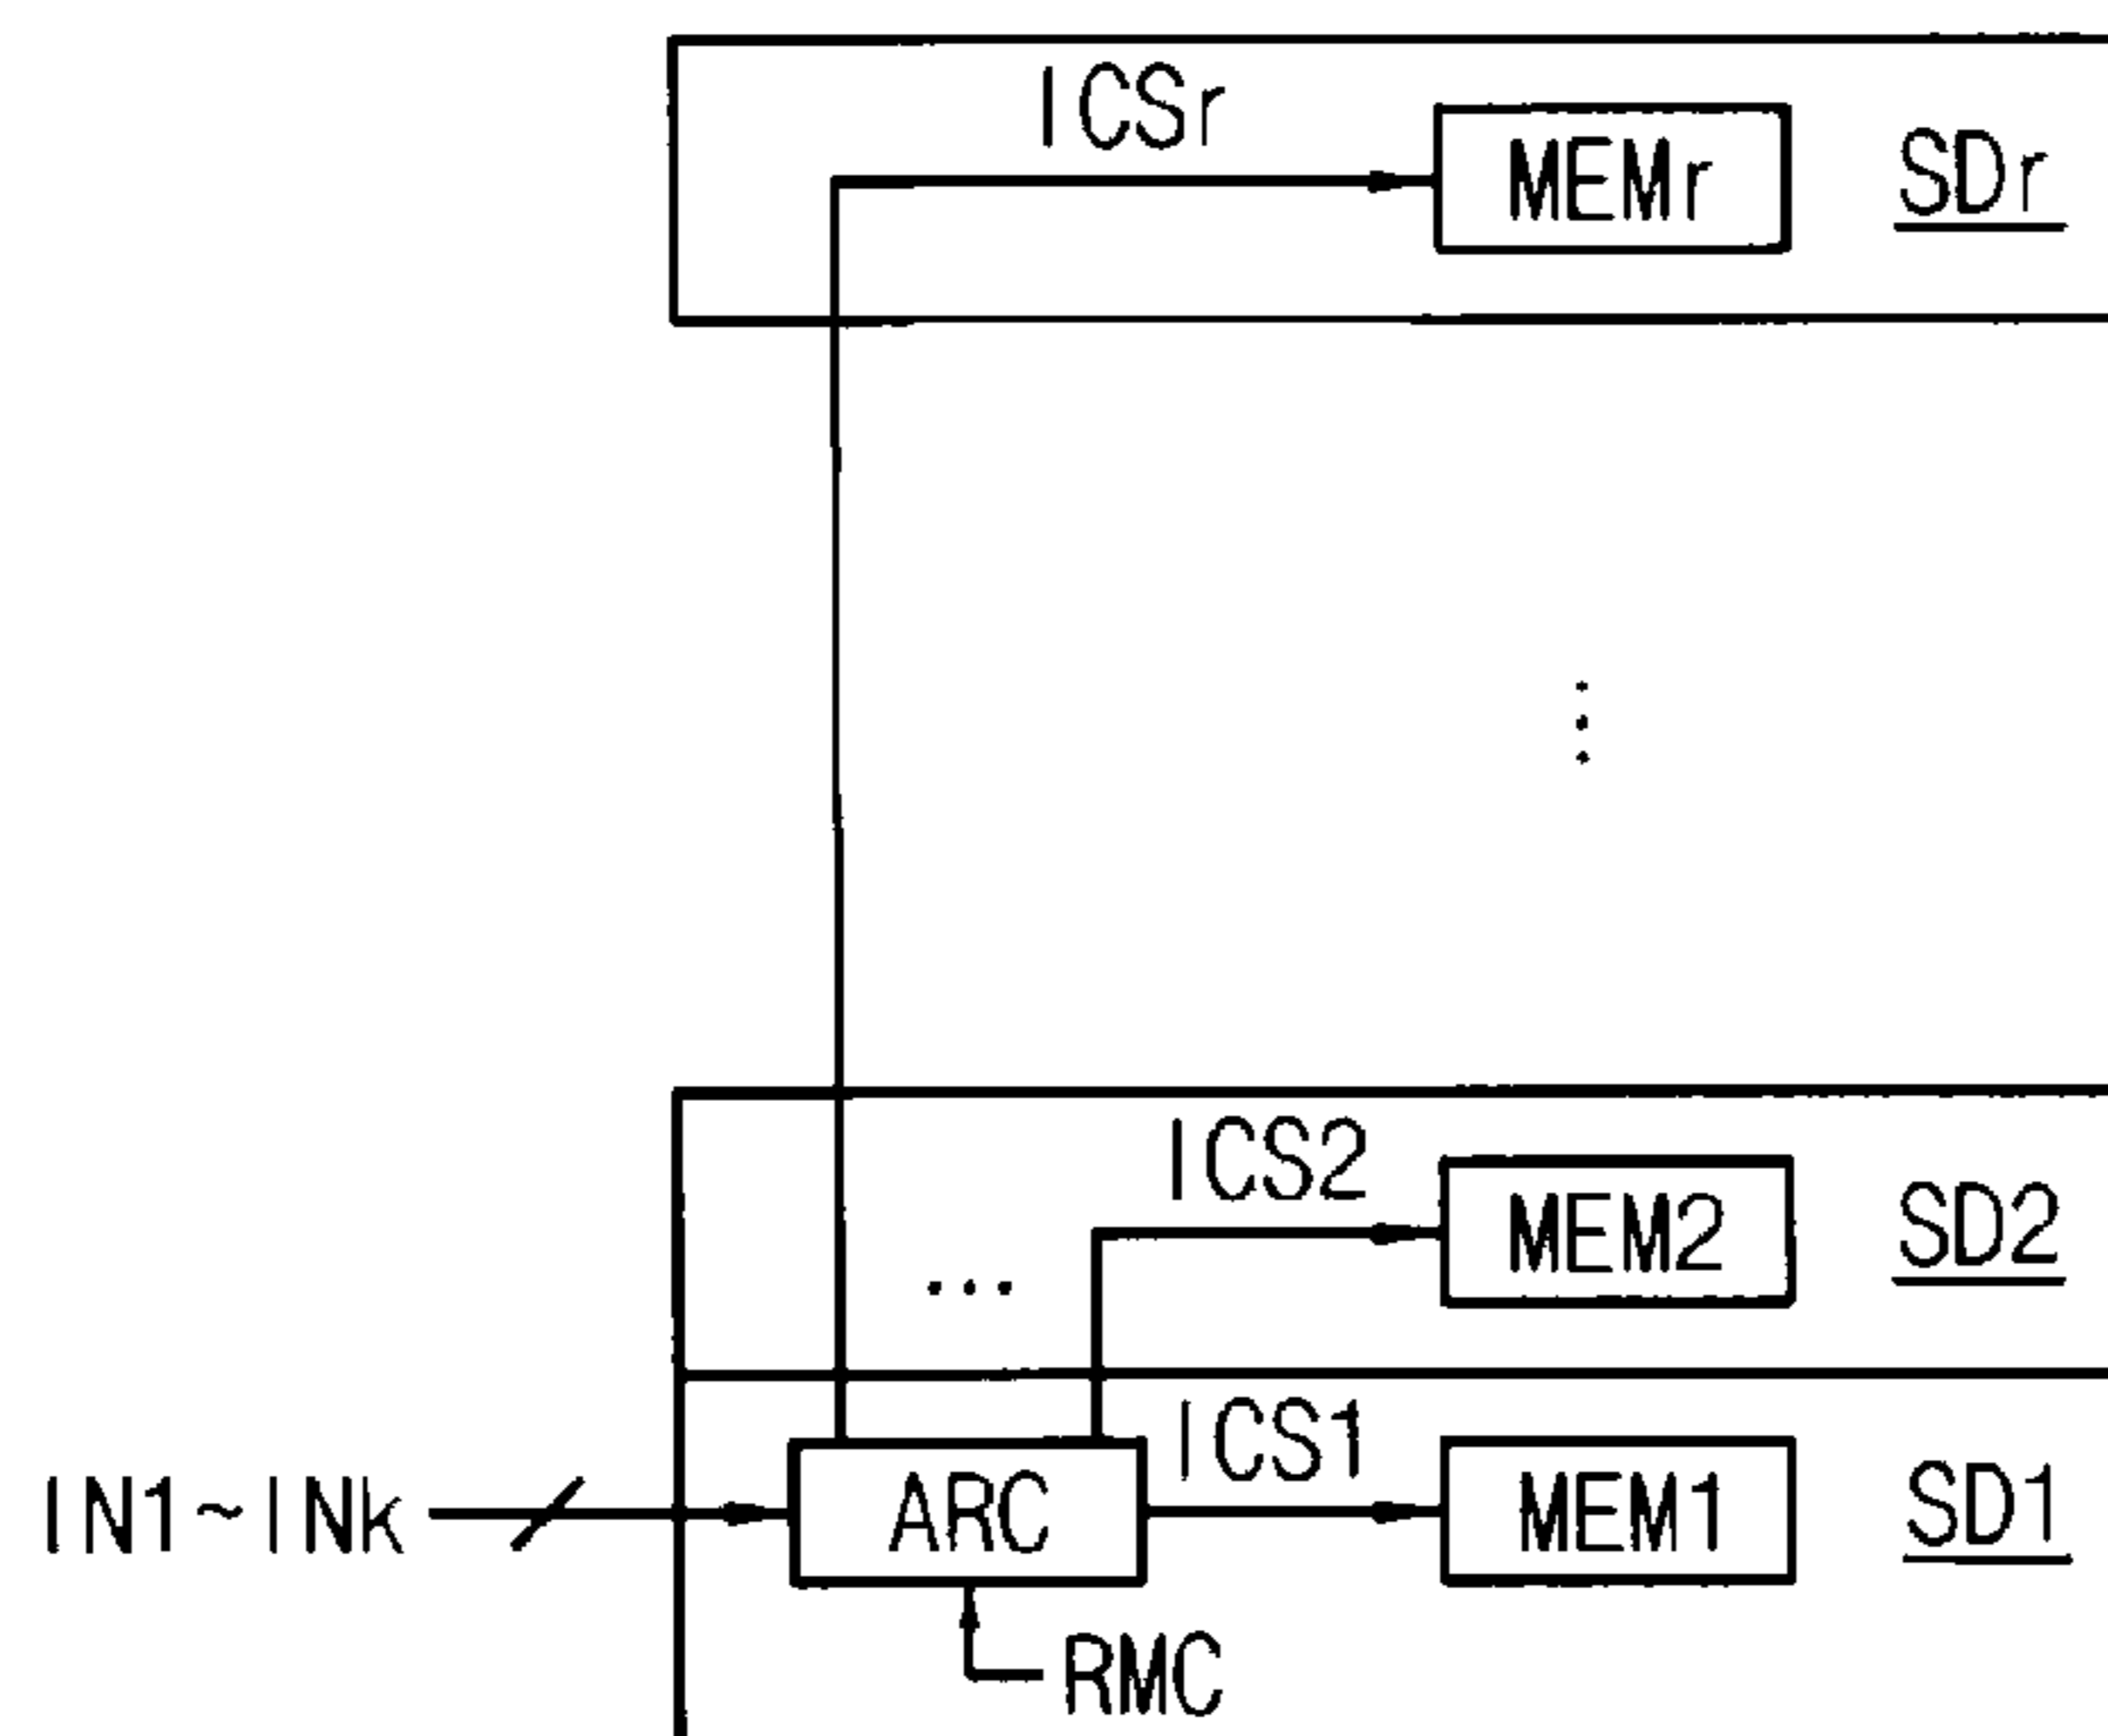 ICSr
MEMr SDr
ICS2
MEM2 SD2
ICS1
IN1~INk ARC MEM1 SD1
RMC